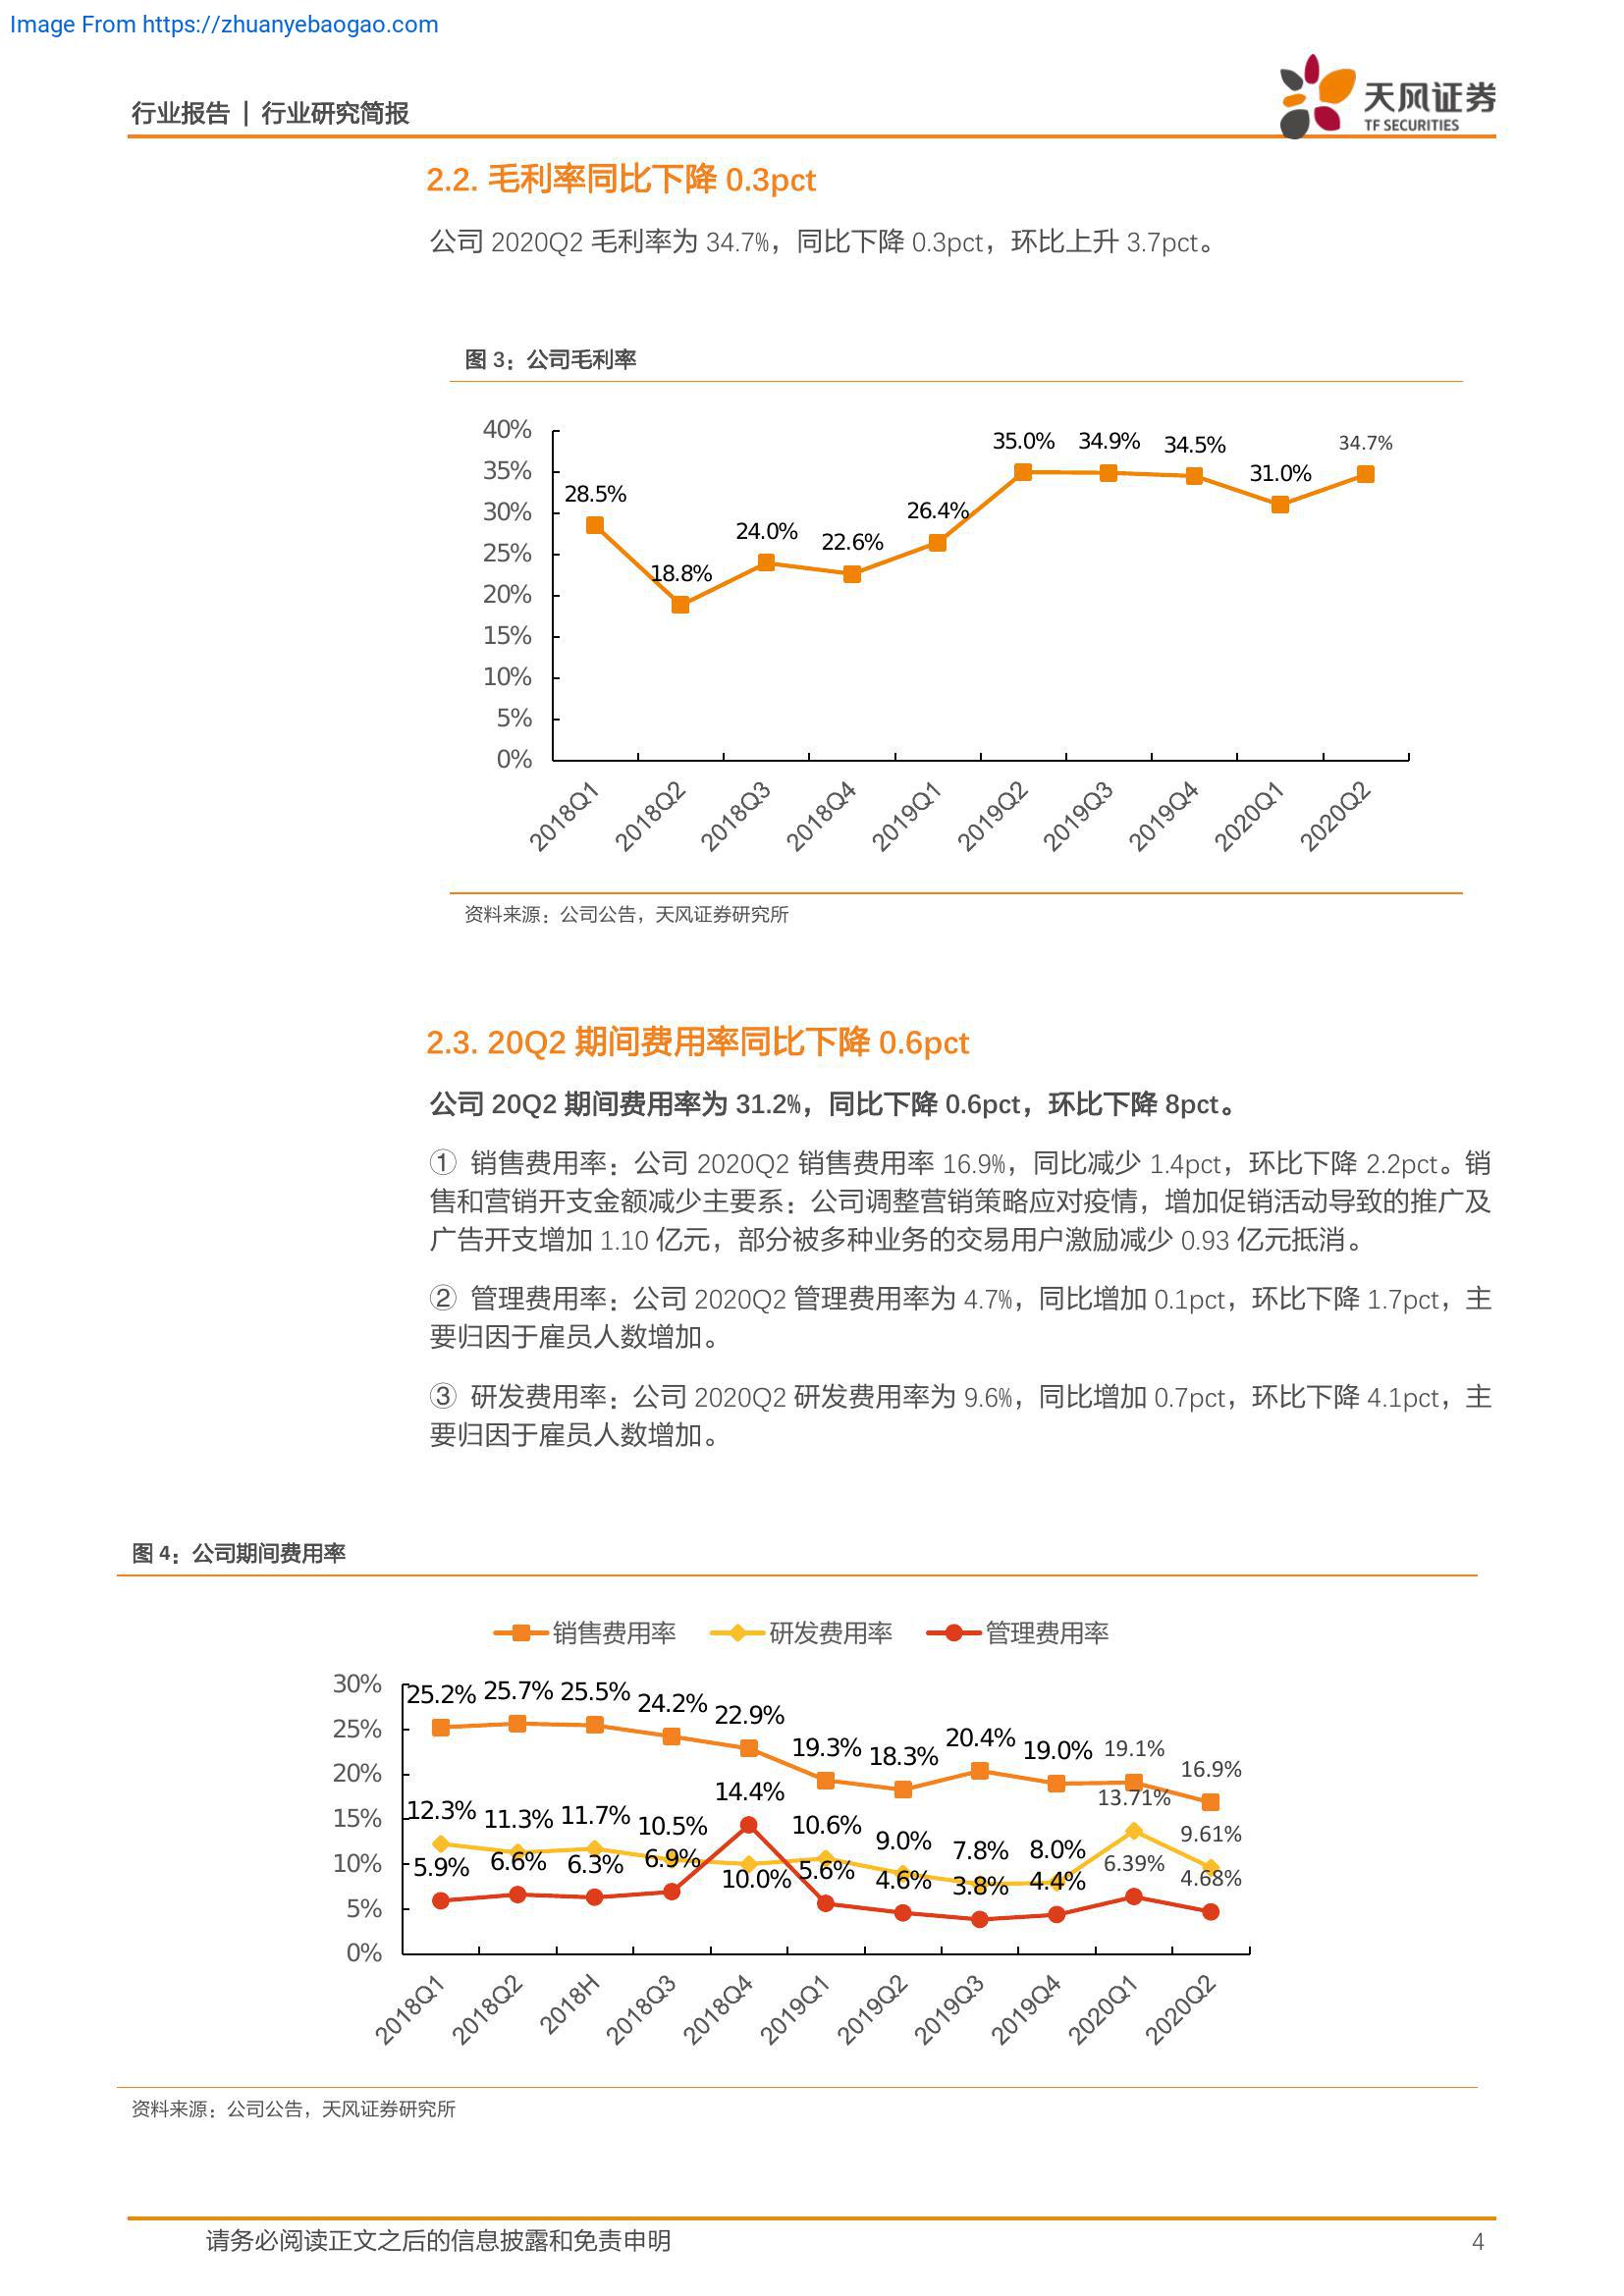 Image From https://zhuanyebaogao.com
行业报告 | 行业研究简报
天风证券
TF SECURITIES
2.2. 毛利率同比下降 0.3pct
公司 2020Q2 毛利率为 34.7%，同比下降 0.3pct，环比上升 3.7pct。
图 3：公司毛利率
40%
35%
30%
25%
20%
15%
10%
5%
0%
28.5%
18.8%
24.0%
22.6%
26.4%
35.0%
34.9%
34.5%
31.0%
34.7%
2018Q1
2018Q2
2018Q3
2018Q4
2019Q1
2019Q2
2019Q3
2019Q4
2020Q1
2020Q2
资料来源：公司公告，天风证券研究所
2.3. 20Q2 期间费用率同比下降 0.6pct
公司 20Q2 期间费用率为 31.2%，同比下降 0.6pct，环比下降 8pct。
① 销售费用率：公司 2020Q2 销售费用率 16.9%，同比减少 1.4pct，环比下降 2.2pct。销
售和营销开支金额减少主要系：公司调整营销策略应对疫情，增加促销活动导致的推广及
广告开支增加 1.10 亿元，部分被多种业务的交易用户激励减少 0.93 亿元抵消。
② 管理费用率：公司 2020Q2 管理费用率为 4.7%，同比增加 0.1pct，环比下降 1.7pct，主
要归因于雇员人数增加。
③ 研发费用率：公司 2020Q2 研发费用率为 9.6%，同比增加 0.7pct，环比下降 4.1pct，主
要归因于雇员人数增加。
图 4：公司期间费用率
销售费用率 研发费用率 管理费用率
30%
25%
20%
15%
10%
5%
0%
25.2% 25.7% 25.5% 24.2% 22.9% 19.3% 18.3% 20.4% 19.0% 19.1% 16.9%
12.3% 11.3% 11.7% 10.5% 10.0% 10.6% 9.0% 7.8% 8.0% 13.71% 9.61%
5.9% 6.6% 6.3% 6.9% 14.4% 5.6% 4.6% 3.8% 4.4% 6.39% 4.68%
2018Q1
2018Q2
2018H
2018Q3
2018Q4
2019Q1
2019Q2
2019Q3
2019Q4
2020Q1
2020Q2
资料来源：公司公告，天风证券研究所
请务必阅读正文之后的信息披露和免责申明
4